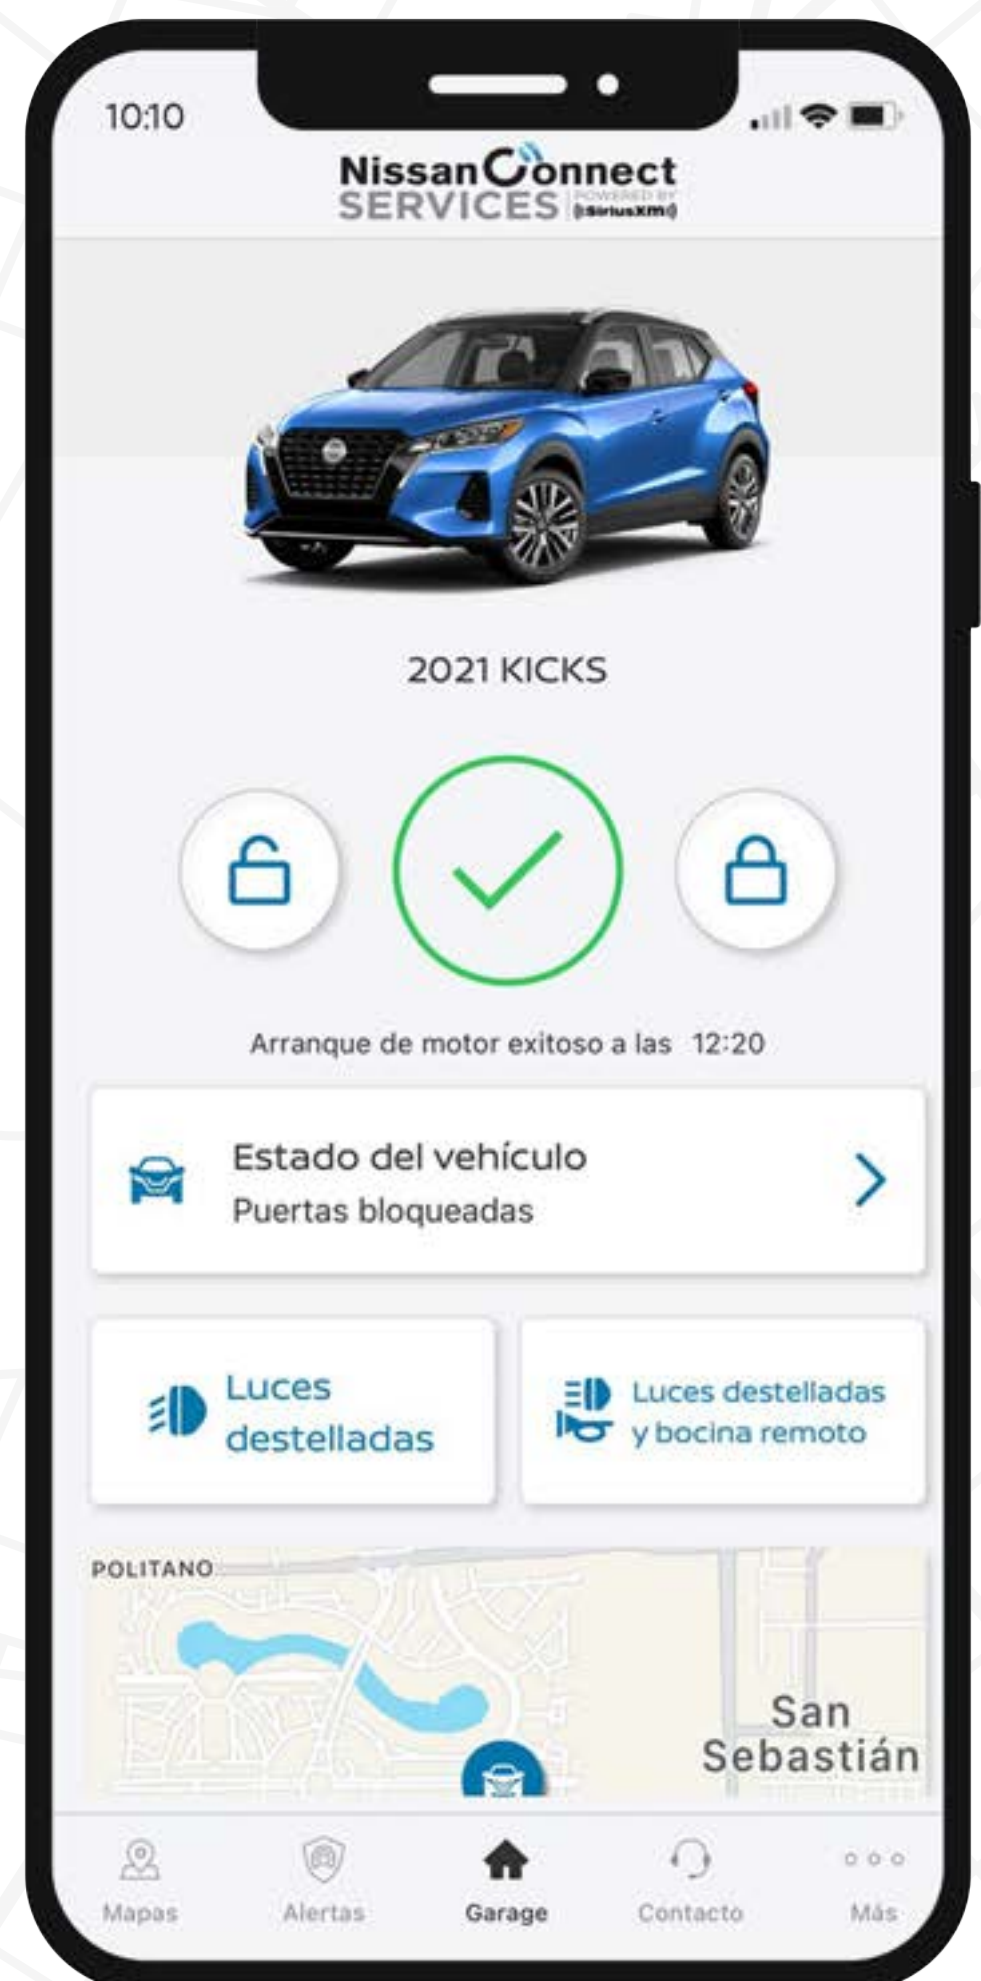 10:10
NissanConnect
SERVICES POWERED BY
SiriusXM
2021 KICKS
Arranque de motor exitoso a las 12:20
Estado del vehículo
Puertas bloqueadas
Luces
destelladas
Luces destelladas
y bocina remoto
POLITANO
San
Sebastián
Mapas
Alertas
Garage
Contacto
Más